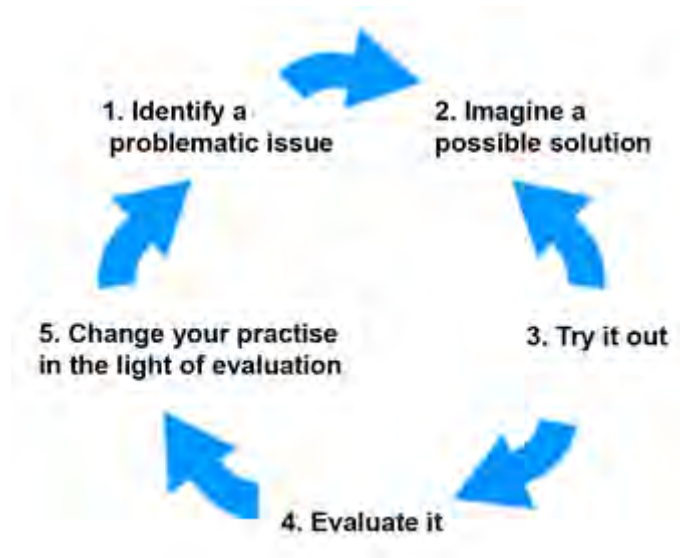 1. Identify a
problematic issue
2. Imagine a
possible solution
3. Try it out
4. Evaluate it
5. Change your practise
in the light of evaluation